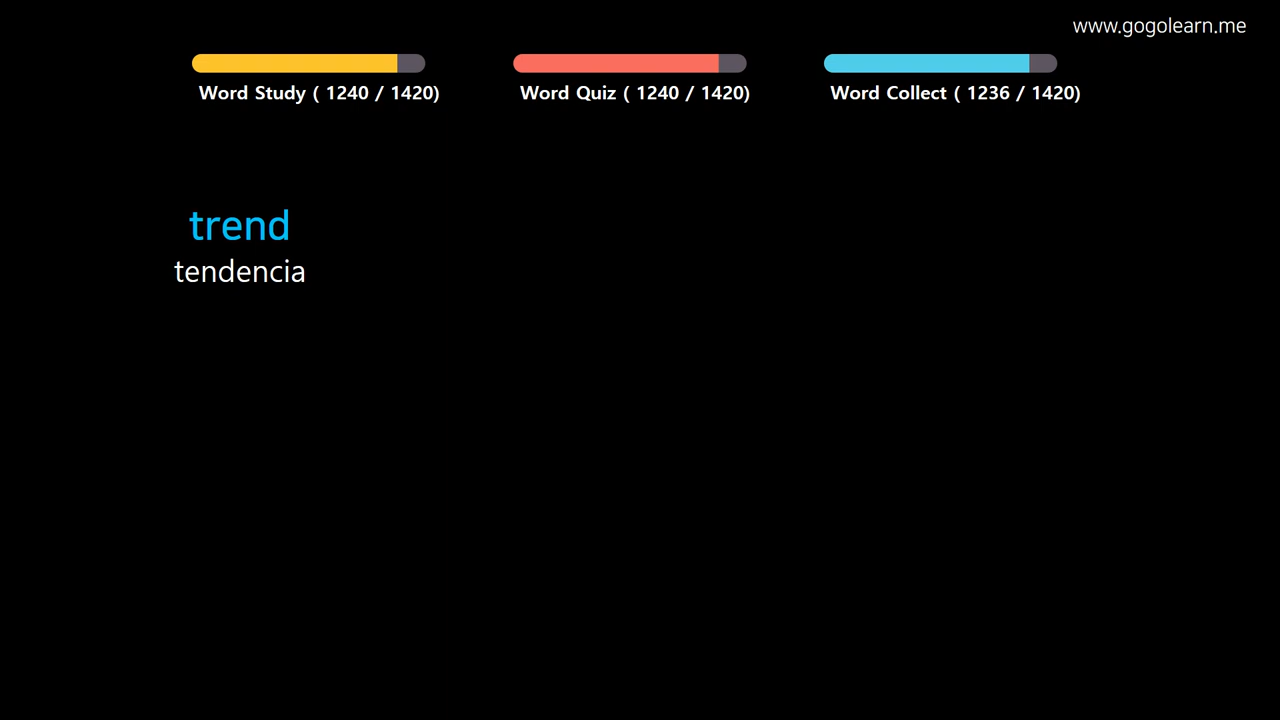 www.gogolearn.me
Word Study ( 1240 / 1420)
Word Quiz ( 1240 / 1420)
Word Collect ( 1236 / 1420)
trend
tendencia